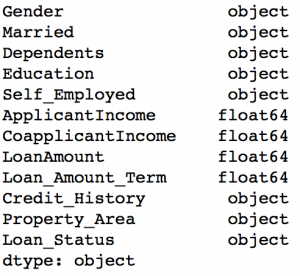 Gender object
Married object
Dependents object
Education object
Self_Employed object
ApplicantIncome float64
CoapplicantIncome float64
LoanAmount float64
Loan_Amount_Term float64
Credit_History object
Property_Area object
Loan_Status object
dtype: object